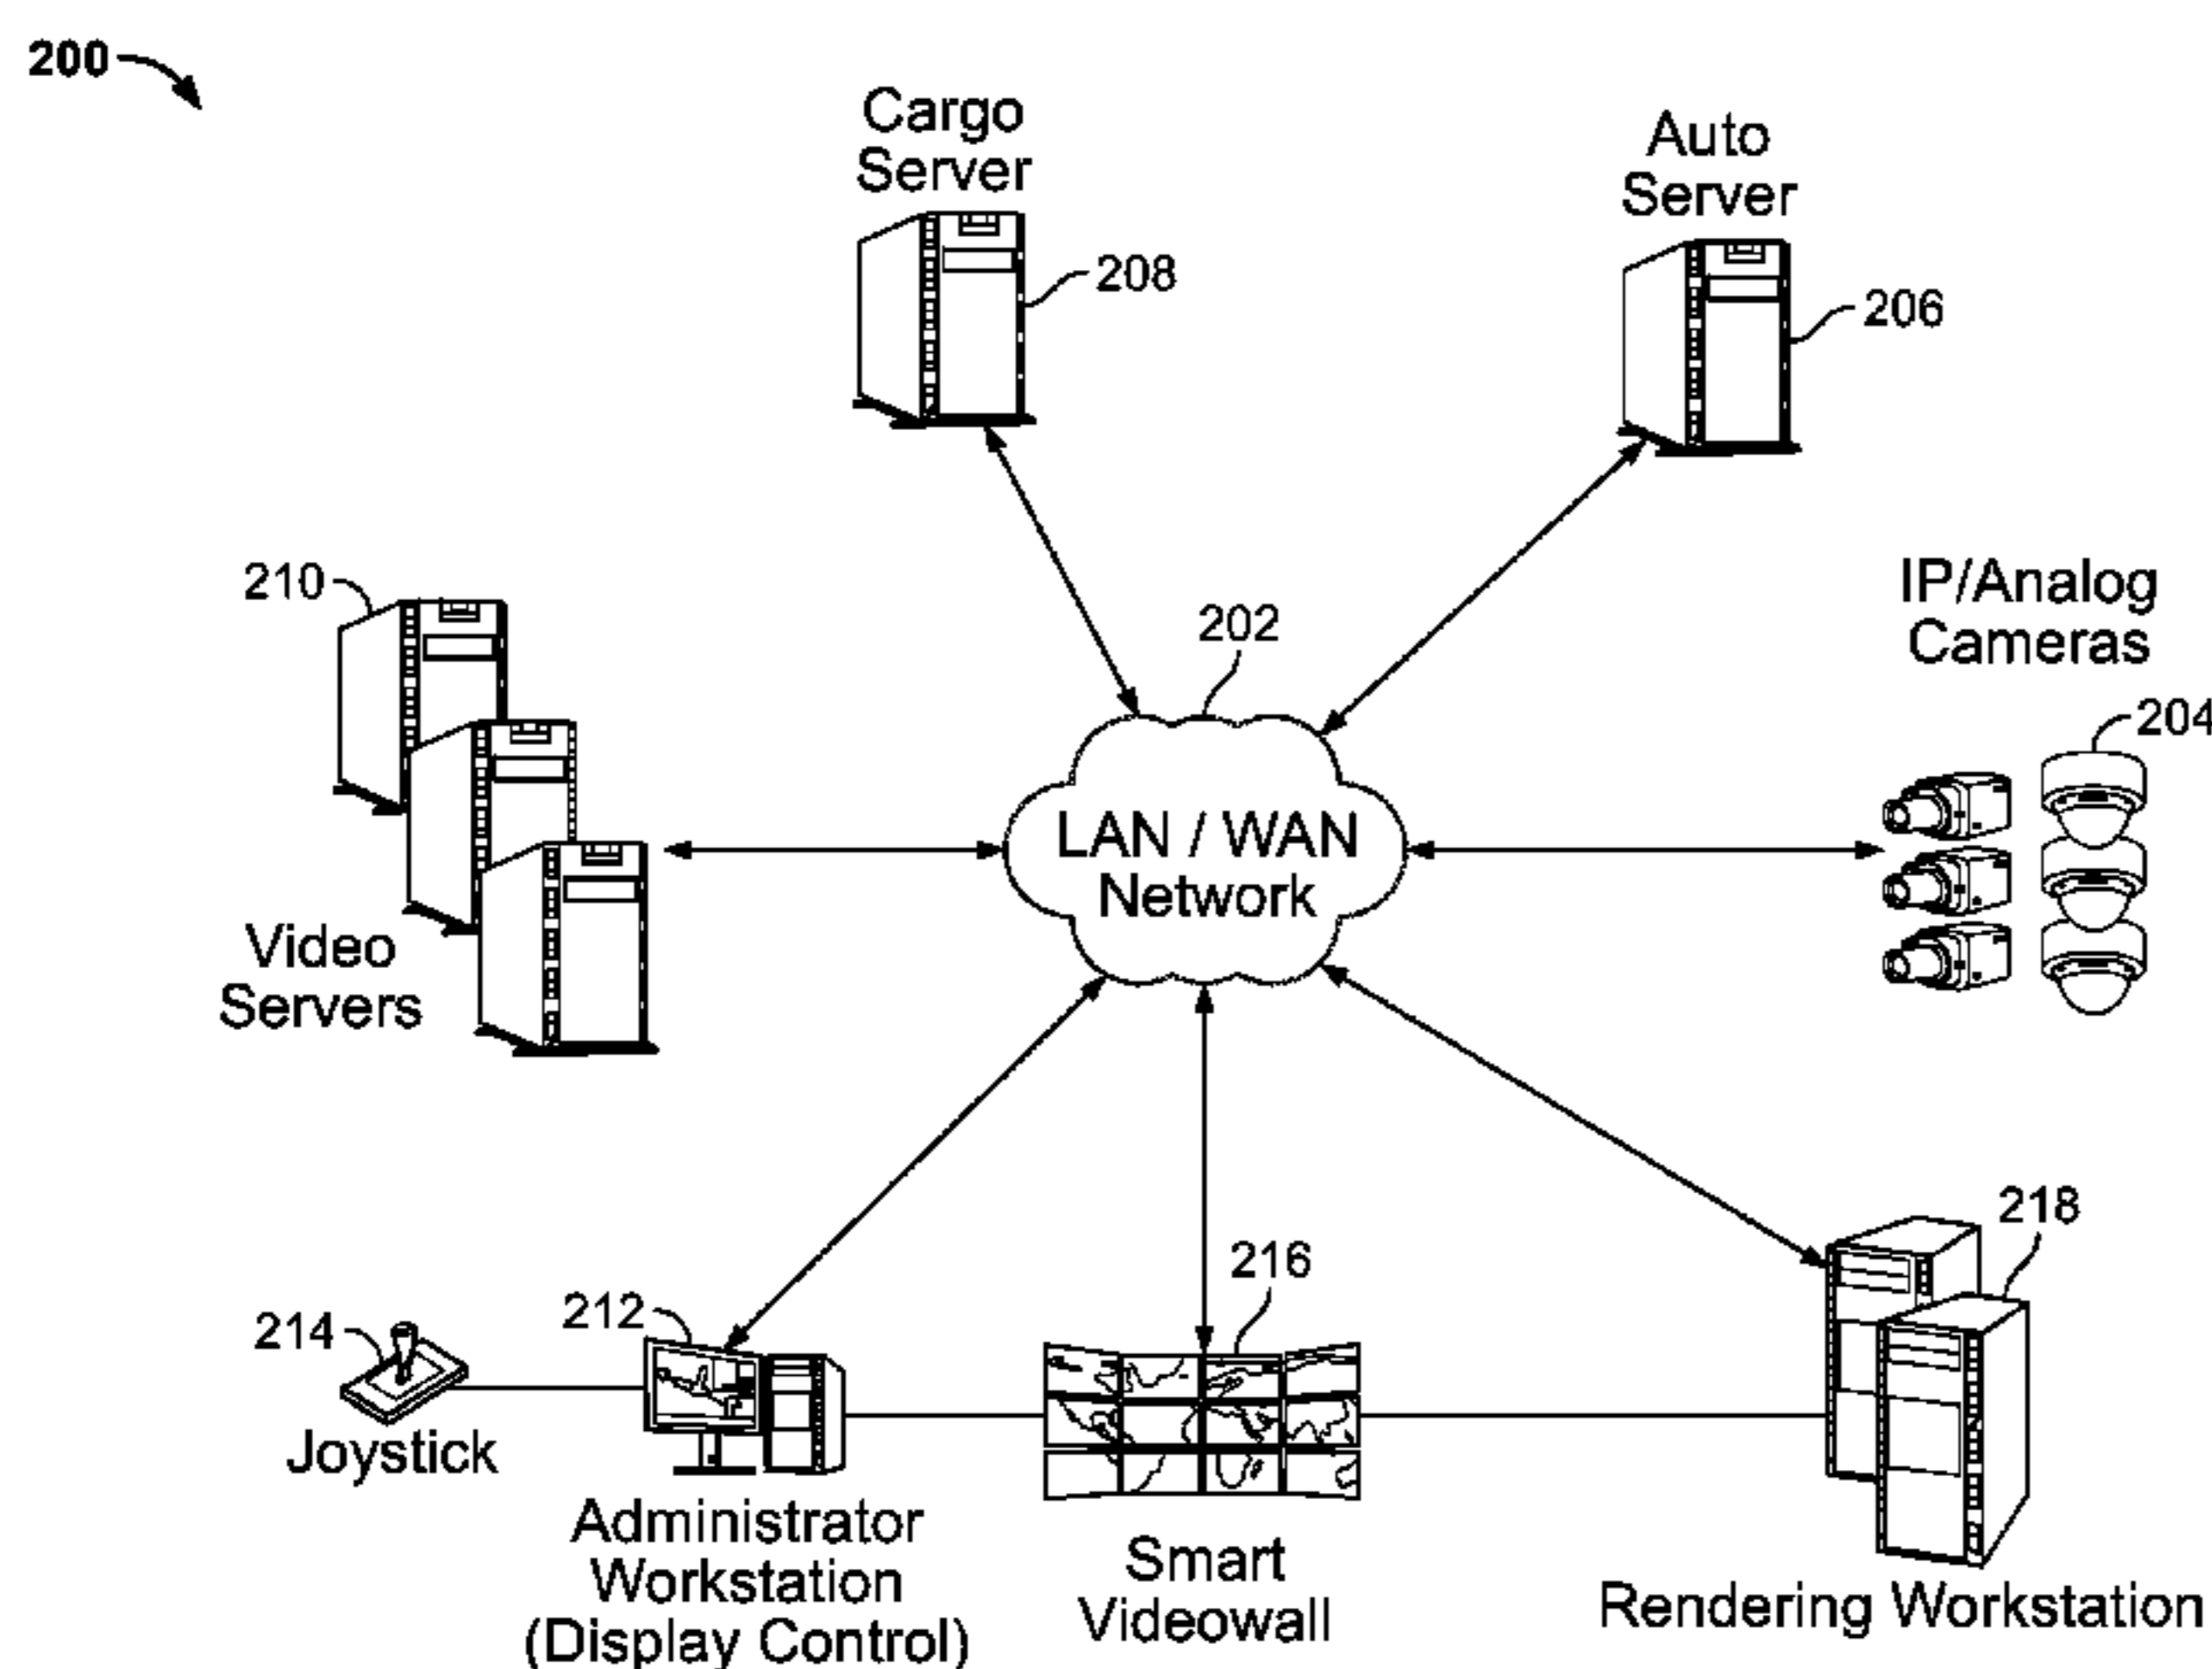 200
Cargo
Server
208
Auto
Server
206
210
Video
Servers
202
LAN / WAN
Network
IP/Analog
Cameras
204
214
Joystick
212
Administrator
Workstation
(Display Control)
216
Smart
Videowall
218
Rendering Workstation